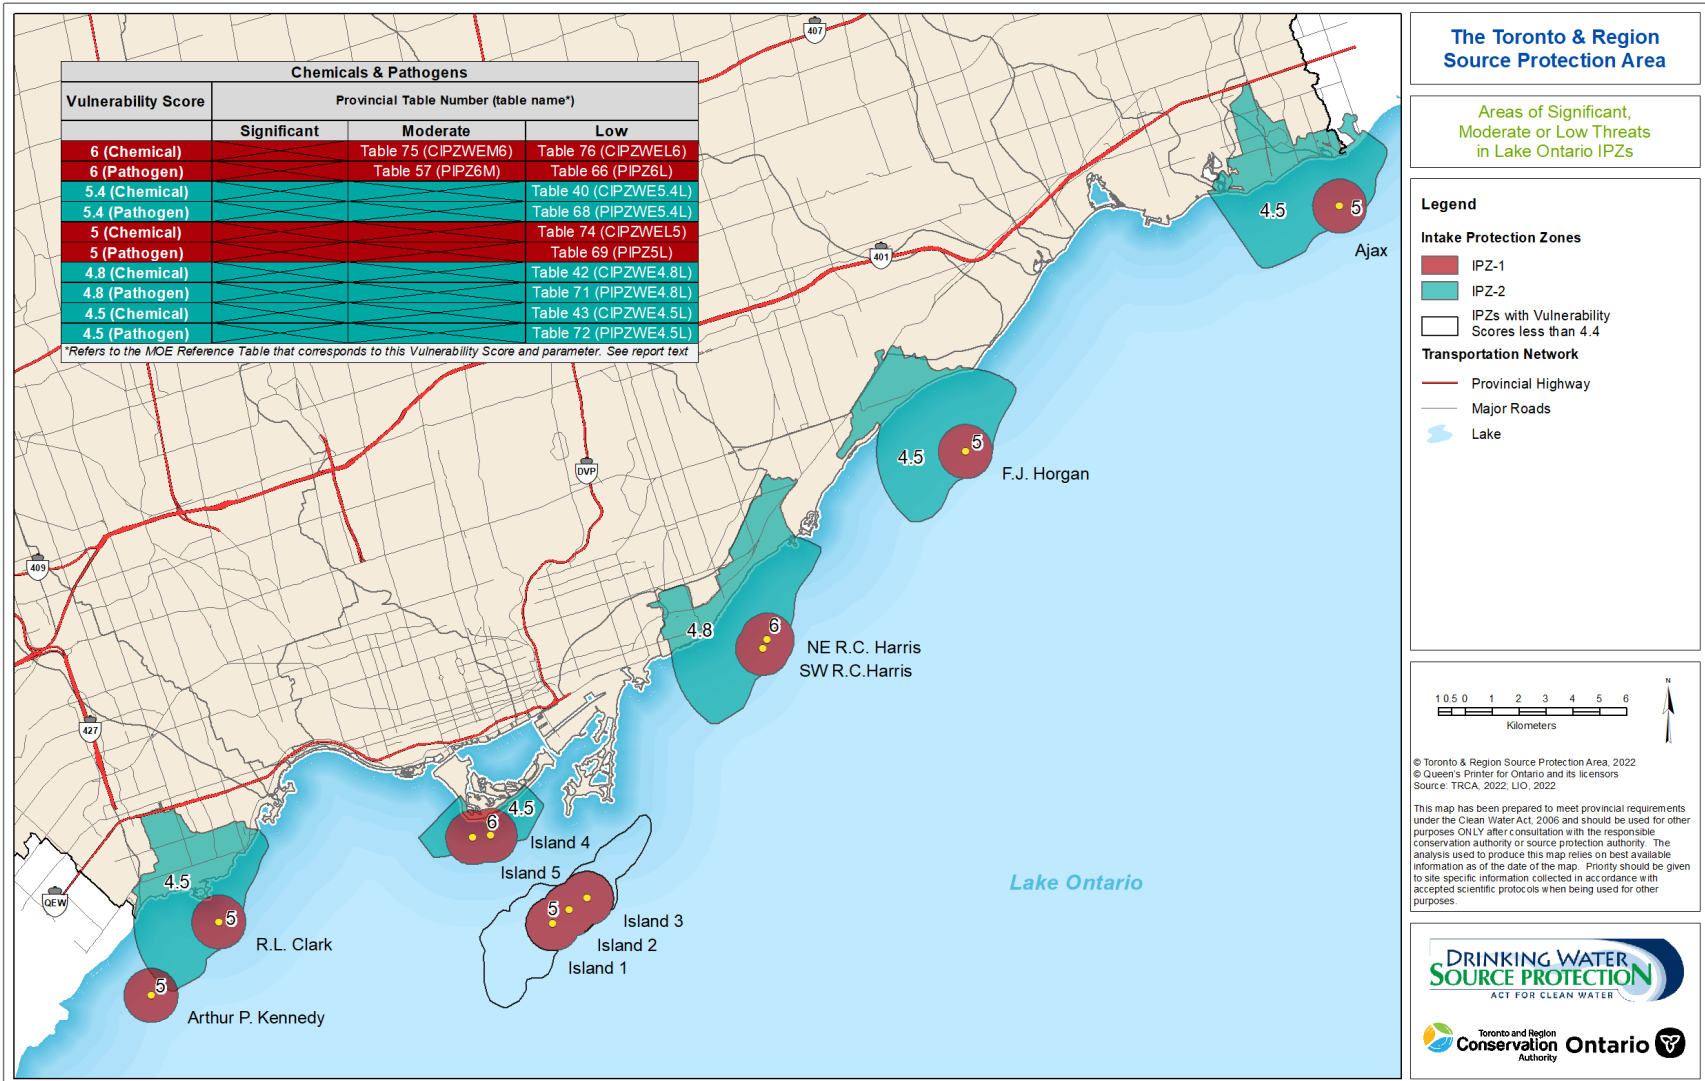 Chemicals & Pathogens
Vulnerability Score
Provincial Table Number (table name*)
Significant Moderate Low
6 (Chemical) Table 75 (CIPZWEM6) Table 76 (CIPZWEL6)
6 (Pathogen) Table 57 (PIPZ6M) Table 66 (PIPZ6L)
5.4 (Chemical) Table 40 (CIPZWE5.4L)
5.4 (Pathogen) Table 68 (PIPZWE5.4L)
5 (Chemical) Table 74 (CIPZWEL5)
5 (Pathogen) Table 69 (PIPZ5L)
4.8 (Chemical) Table 42 (CIPZWE4.8L)
4.8 (Pathogen) Table 71 (PIPZWE4.8L)
4.5 (Chemical) Table 43 (CIPZWE4.5L)
4.5 (Pathogen) Table 72 (PIPZWE4.5L)
*Refers to the MOE Reference Table that corresponds to this Vulnerability Score and parameter. See report text
407
401
DVP
409
427
QEW
4.5
5
Ajax
4.5
5
F.J. Horgan
4.8
6
NE R.C. Harris
SW R.C.Harris
4.5
6
Island 4
Island 5
5
Island 3
Island 2
Island 1
4.5
5
R.L. Clark
5
Arthur P. Kennedy
Lake Ontario
The Toronto & Region
Source Protection Area
Areas of Significant,
Moderate or Low Threats
in Lake Ontario IPZs
Legend
Intake Protection Zones
IPZ-1
IPZ-2
IPZs with Vulnerability
Scores less than 4.4
Transportation Network
Provincial Highway
Major Roads
Lake
1 0.5 0 1 2 3 4 5 6
Kilometers
N
© Toronto & Region Source Protection Area, 2022
© Queen's Printer for Ontario and its licensors
Source: TRCA, 2022; LIO, 2022
This map has been prepared to meet provincial requirements
under the Clean Water Act, 2006 and should be used for other
purposes ONLY after consultation with the responsible
conservation authority or source protection authority. The
analysis used to produce this map relies on best available
information as of the date of the map. Priority should be given
to site specific information collected in accordance with
accepted scientific protocols when being used for other
purposes.
DRINKING WATER
SOURCE PROTECTION
ACT FOR CLEAN WATER
Toronto and Region
Conservation
Authority
Ontario